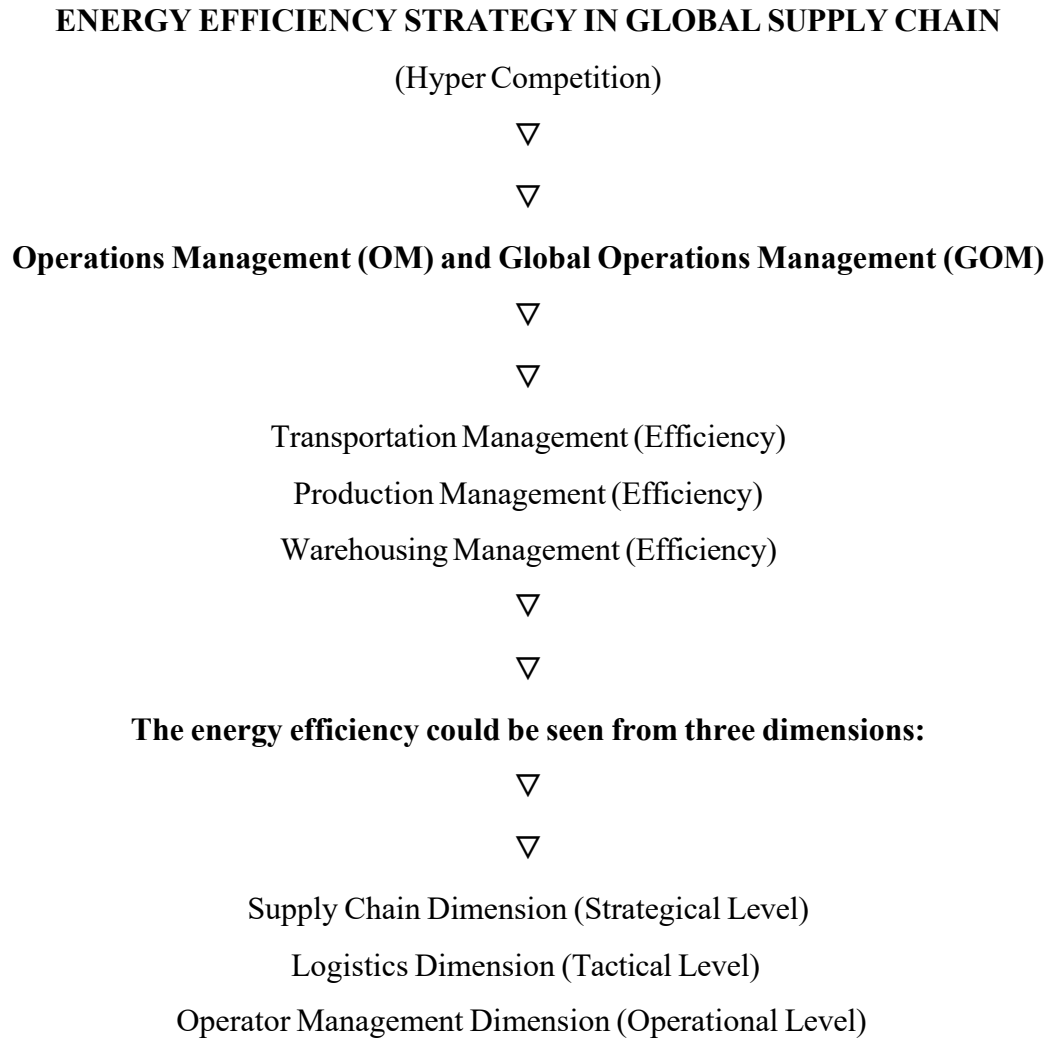 ENERGY EFFICIENCY STRATEGY IN GLOBAL SUPPLY CHAIN
(Hyper Competition)
▽
▽
Operations Management (OM) and Global Operations Management (GOM)
▽
▽
Transportation Management (Efficiency)
Production Management (Efficiency)
Warehousing Management (Efficiency)
▽
▽
The energy efficiency could be seen from three dimensions:
▽
▽
Supply Chain Dimension (Strategical Level)
Logistics Dimension (Tactical Level)
Operator Management Dimension (Operational Level)